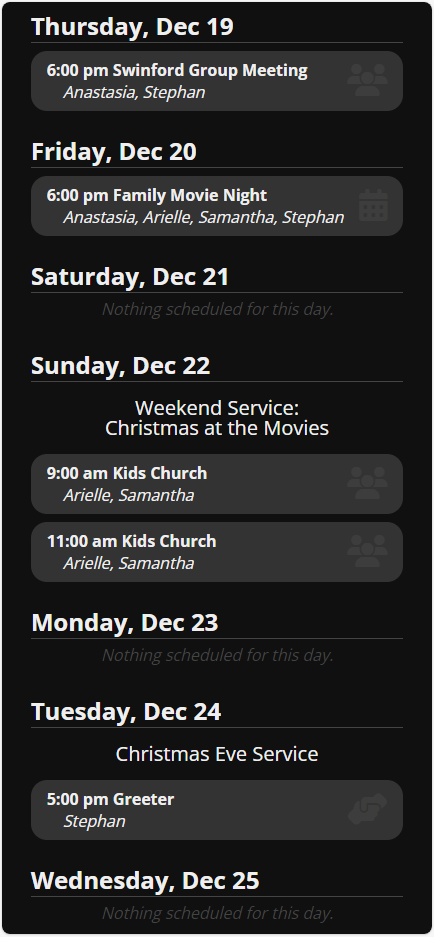 Thursday, Dec 19
6:00 pm Swinford Group Meeting
Anastasia, Stephan
Friday, Dec 20
6:00 pm Family Movie Night
Anastasia, Arielle, Samantha, Stephan
Saturday, Dec 21
Nothing scheduled for this day.
Sunday, Dec 22
Weekend Service:
Christmas at the Movies
9:00 am Kids Church
Arielle, Samantha
11:00 am Kids Church
Arielle, Samantha
Monday, Dec 23
Nothing scheduled for this day.
Tuesday, Dec 24
Christmas Eve Service
5:00 pm Greeter
Stephan
Wednesday, Dec 25
Nothing scheduled for this day.